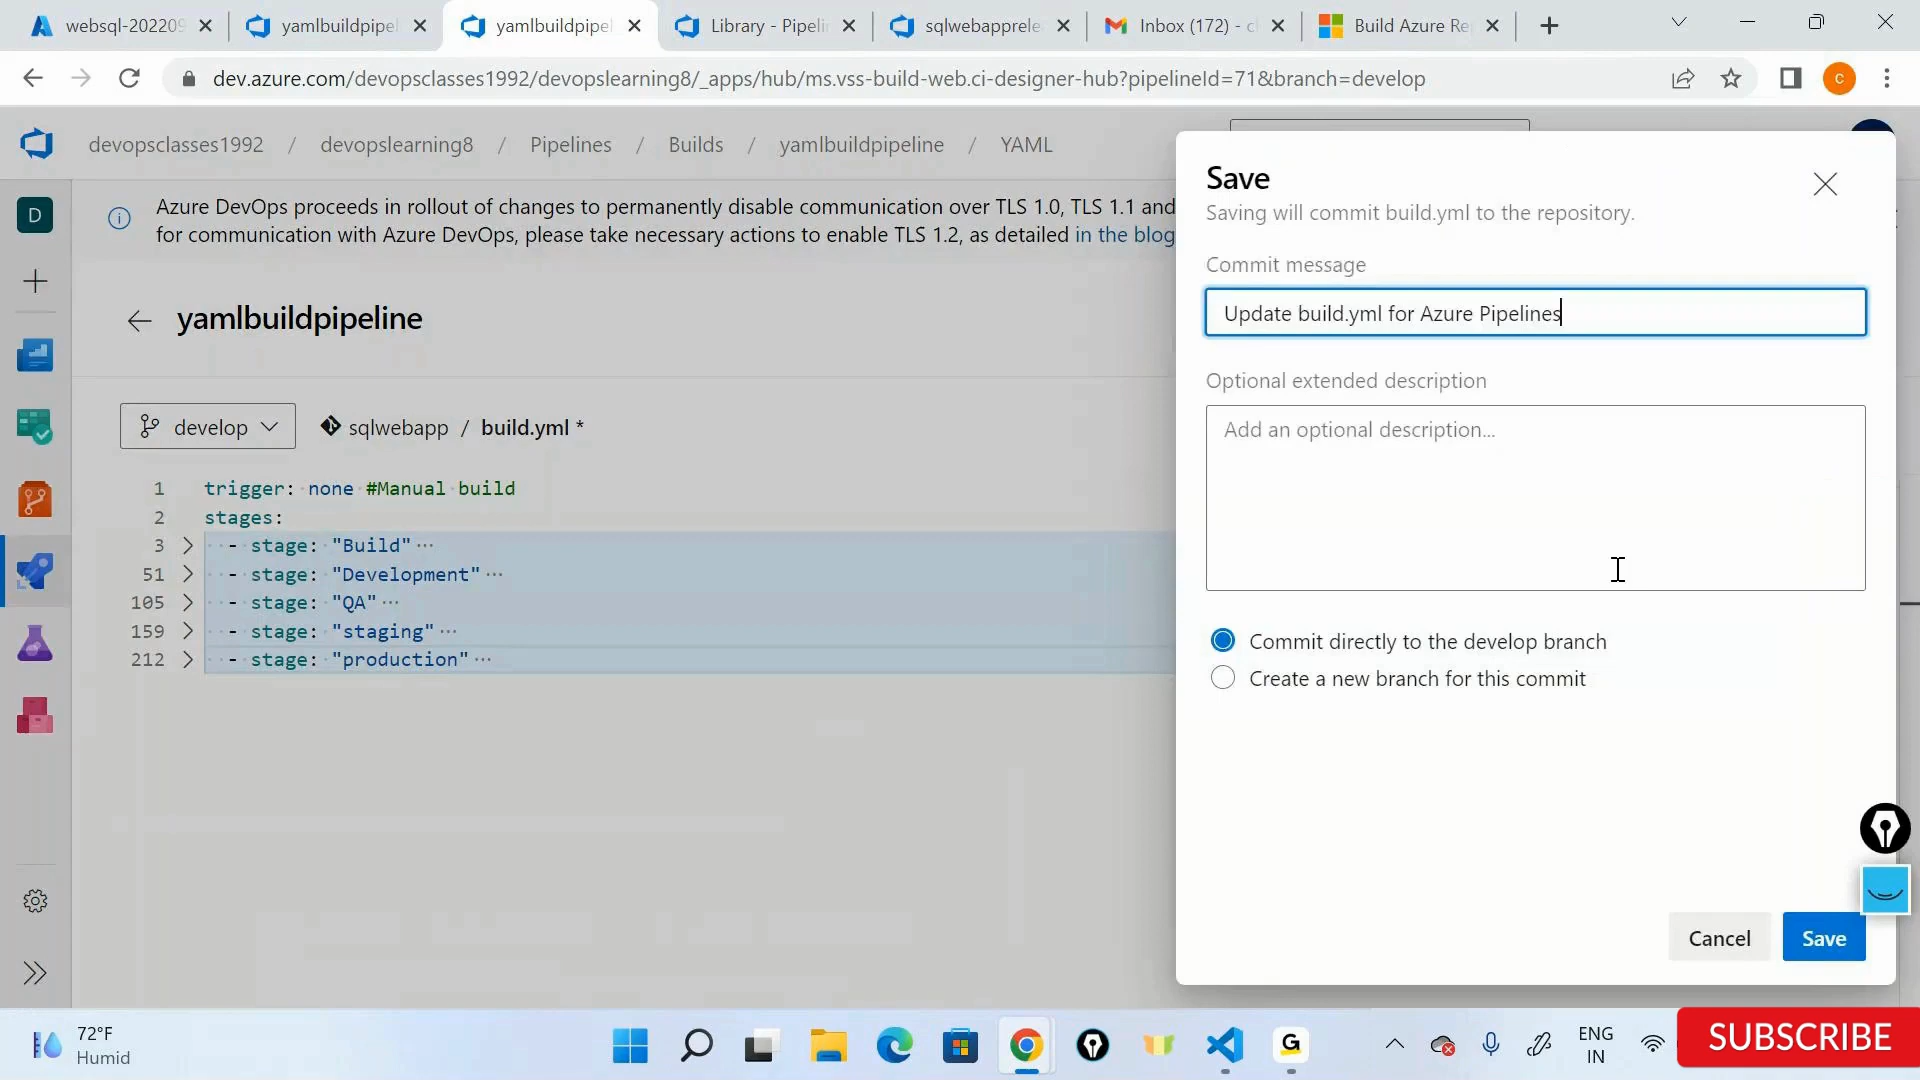 websql-202209
yamlbuildpipel
yamlbuildpipel
Library - Pipelin
sqlwebapprele
Inbox (172) - c
Build Azure Re
dev.azure.com/devopsclasses1992/devopslearning8/_apps/hub/ms.vss-build-web.ci-designer-hub?pipelineId=71&branch=develop
c
devopsclasses1992 / devopslearning8 / Pipelines / Builds / yamlbuildpipeline / YAML
D
Azure DevOps proceeds in rollout of changes to permanently disable communication over TLS 1.0, TLS 1.1 and
for communication with Azure DevOps, please take necessary actions to enable TLS 1.2, as detailed in the blog
yamlbuildpipeline
develop
sqlwebapp / build.yml *
1 trigger: none #Manual build
2 stages:
3 - stage: "Build"
51 - stage: "Development"
105 - stage: "QA"
159 - stage: "staging"
212 - stage: "production"
Save
Saving will commit build.yml to the repository.
Commit message
Update build.yml for Azure Pipelines
Optional extended description
Add an optional description...
Commit directly to the develop branch
Create a new branch for this commit
Cancel
Save
72°F
Humid
G
ENG
IN
SUBSCRIBE